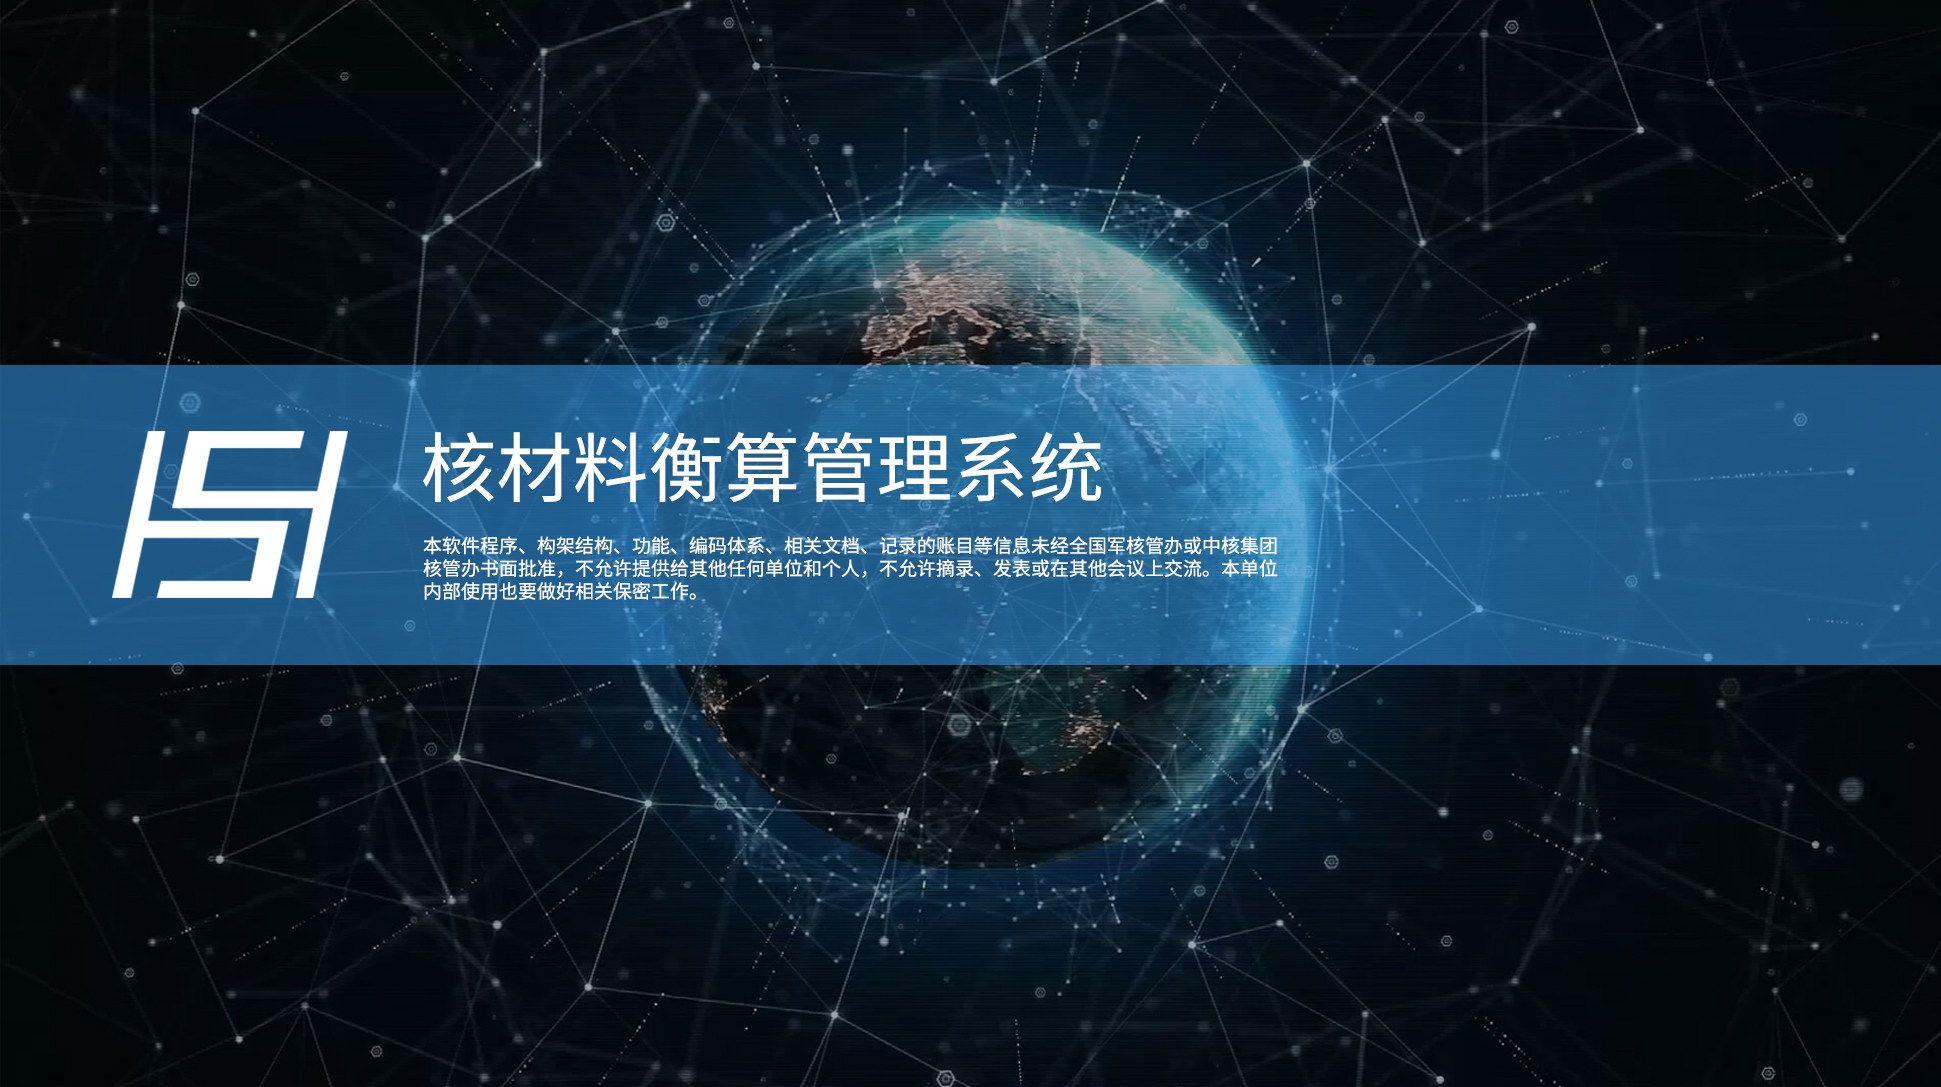 核材料衡算管理系统
本软件程序、构架结构、功能、编码体系、相关文档、记录的账目等信息未经全国军核管办或中核集团
核管办书面批准，不允许提供给其他任何单位和个人，不允许摘录、发表或在其他会议上交流。本单位
内部使用也要做好相关保密工作。